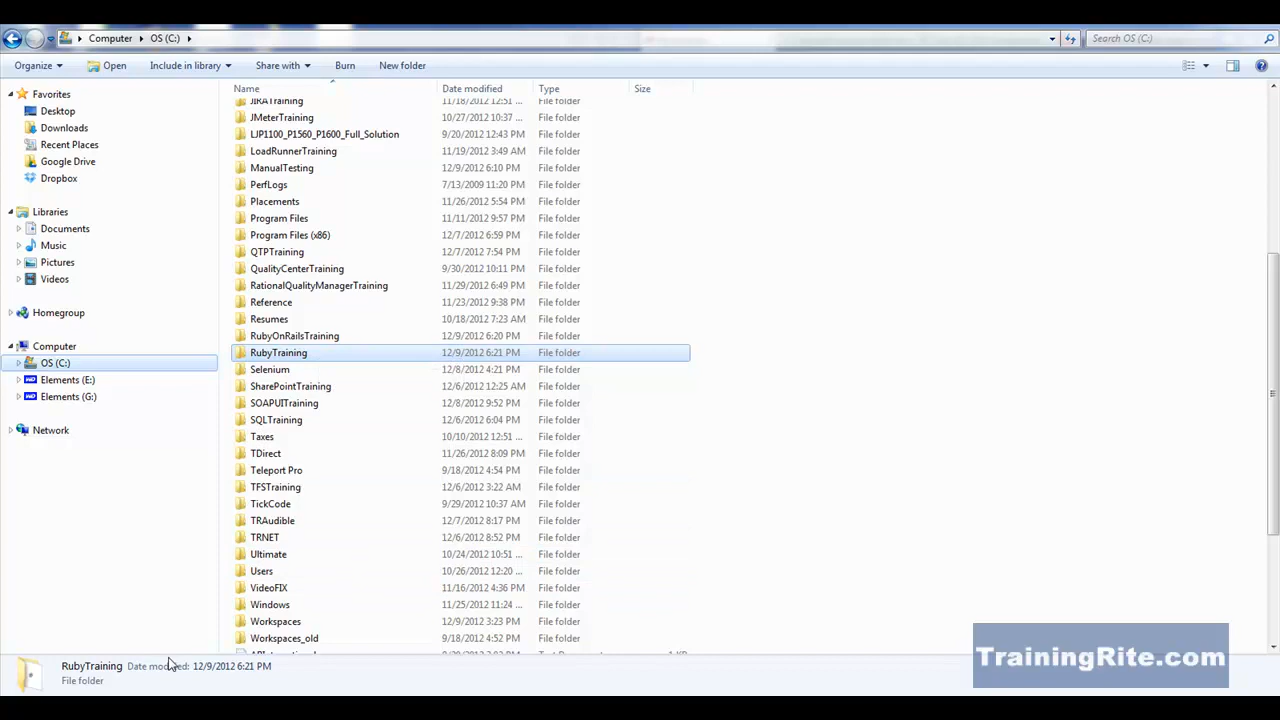 Computer OS (C:) Search OS (C:)
Organize Open Include in library Share with Burn New folder
Favorites
Desktop
Downloads
Recent Places
Google Drive
Dropbox
Libraries
Documents
Music
Pictures
Videos
Homegroup
Computer
OS (C:)
Elements (E:)
Elements (G:)
Network
Name Date modified Type Size
JIRATraining 11/18/2012 12:51 ... File folder
JMeterTraining 10/27/2012 10:37 ... File folder
LJP1100_P1560_P1600_Full_Solution 9/20/2012 12:43 PM File folder
LoadRunnerTraining 11/19/2012 3:49 AM File folder
ManualTesting 12/9/2012 6:10 PM File folder
PerfLogs 7/13/2009 11:20 PM File folder
Placements 11/26/2012 5:54 PM File folder
Program Files 11/11/2012 9:57 PM File folder
Program Files (x86) 12/7/2012 6:59 PM File folder
QTPTraining 12/7/2012 7:54 PM File folder
QualityCenterTraining 9/30/2012 10:11 PM File folder
RationalQualityManagerTraining 11/29/2012 6:49 PM File folder
Reference 11/23/2012 9:38 PM File folder
Resumes 10/18/2012 7:23 AM File folder
RubyOnRailsTraining 12/9/2012 6:20 PM File folder
RubyTraining 12/9/2012 6:21 PM File folder
Selenium 12/8/2012 4:21 PM File folder
SharePointTraining 12/6/2012 12:25 AM File folder
SOAPUITraining 12/8/2012 9:52 PM File folder
SQLTraining 12/6/2012 6:04 PM File folder
Taxes 10/10/2012 12:51 ... File folder
TDirect 11/26/2012 8:09 PM File folder
Teleport Pro 9/18/2012 4:54 PM File folder
TFSTraining 12/6/2012 3:22 AM File folder
TickCode 9/29/2012 10:37 AM File folder
TRAudible 12/7/2012 8:17 PM File folder
TRNET 12/6/2012 8:52 PM File folder
Ultimate 10/24/2012 10:51 ... File folder
Users 10/26/2012 12:20 ... File folder
VideoFIX 11/16/2012 4:36 PM File folder
Windows 11/25/2012 11:24 ... File folder
Workspaces 12/9/2012 3:23 PM File folder
Workspaces_old 9/18/2012 4:52 PM File folder
RubyTraining Date modified: 12/9/2012 6:21 PM
File folder
TrainingRite.com